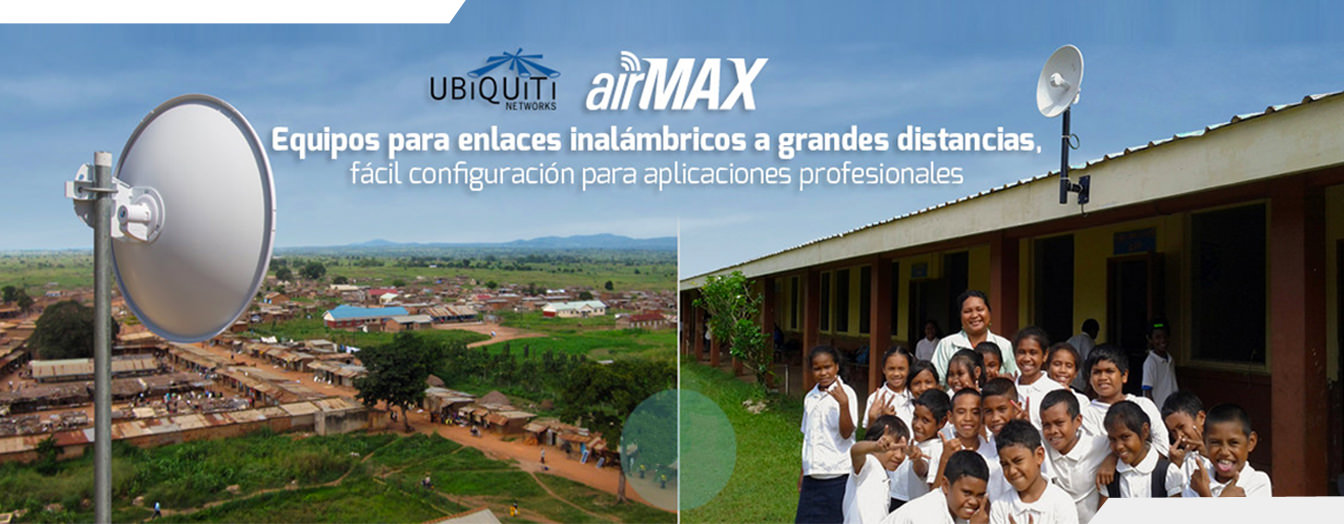 UBiQUiTi
NETWORKS
airMAX
Equipos para enlaces inalámbricos a grandes distancias,
fácil configuración para aplicaciones profesionales